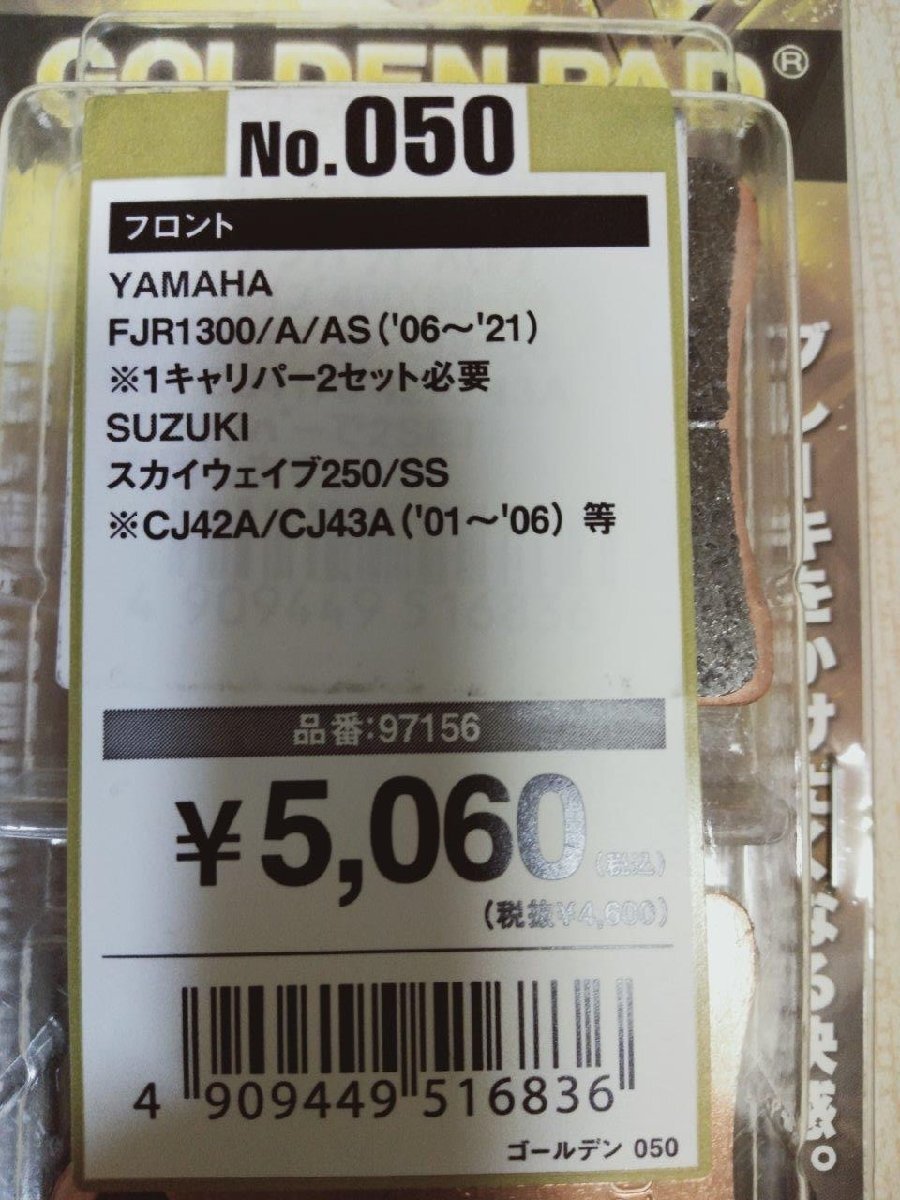 GOLDEN PAD®
No.050
フロント
YAMAHA
FJR1300/A/AS('06～'21)
※1キャリパー2セット必要
SUZUKI
スカイウェイブ250/SS
※CJ42A/CJ43A('01～'06) 等
品番:97156
¥5,060(税込)
(税抜¥4,600)
4 909449 516836
ゴールデン 050